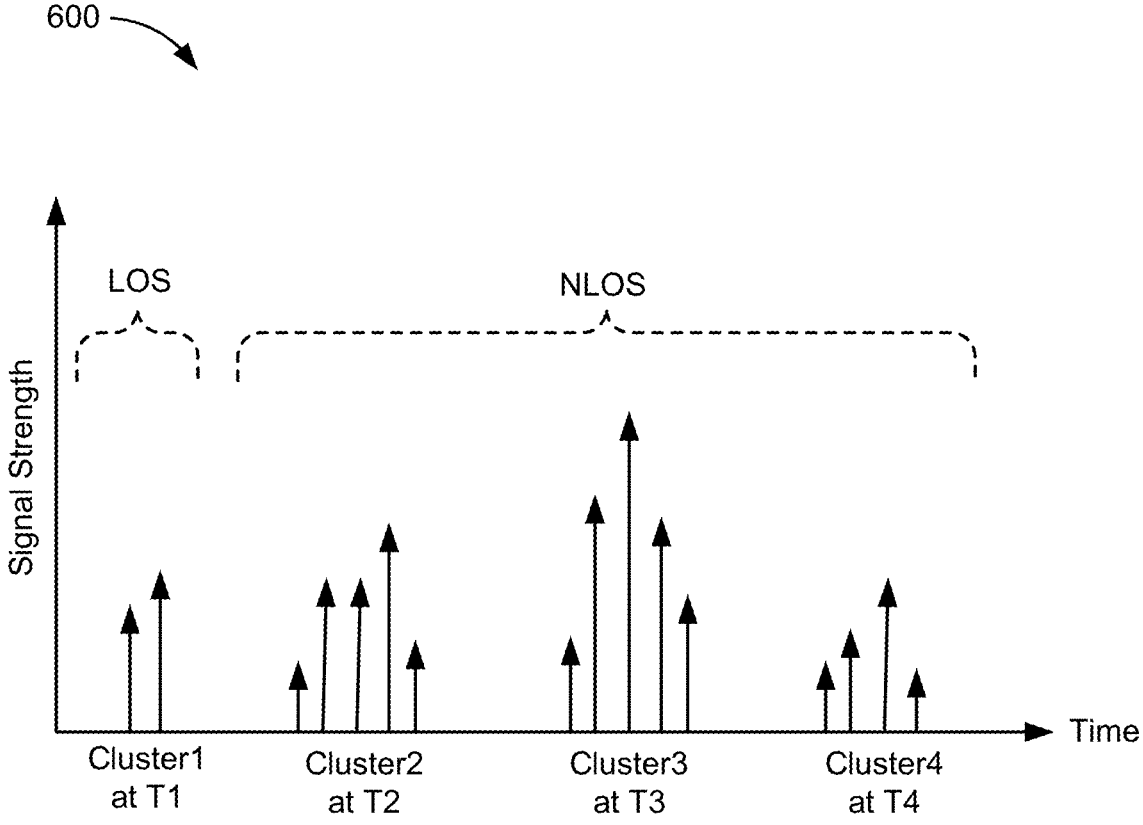 600
LOS
NLOS
Signal Strength
Time
Cluster1
at T1
Cluster2
at T2
Cluster3
at T3
Cluster4
at T4